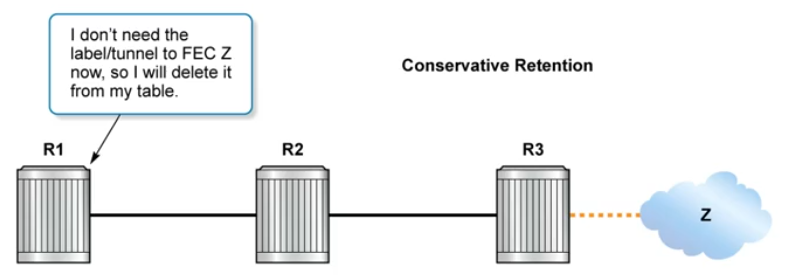 I don't need the
label/tunnel to FEC Z
now, so I will delete it
from my table.
Conservative Retention
R1
R2
R3
Z